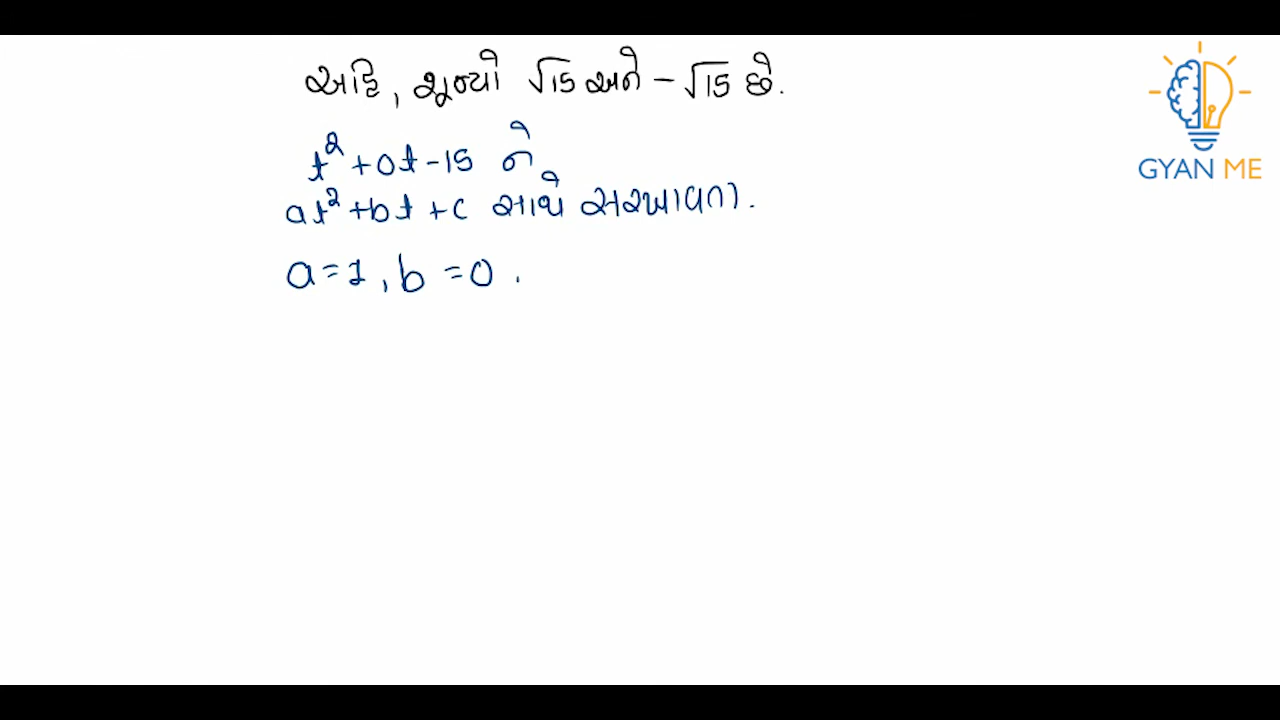 અહિ, શૂન્યો √15 અને - √15 છે.
t² + 0t - 15 ને
at² + bt + c સાથે સરખાવતા.
a = 1, b = 0 .
GYAN ME